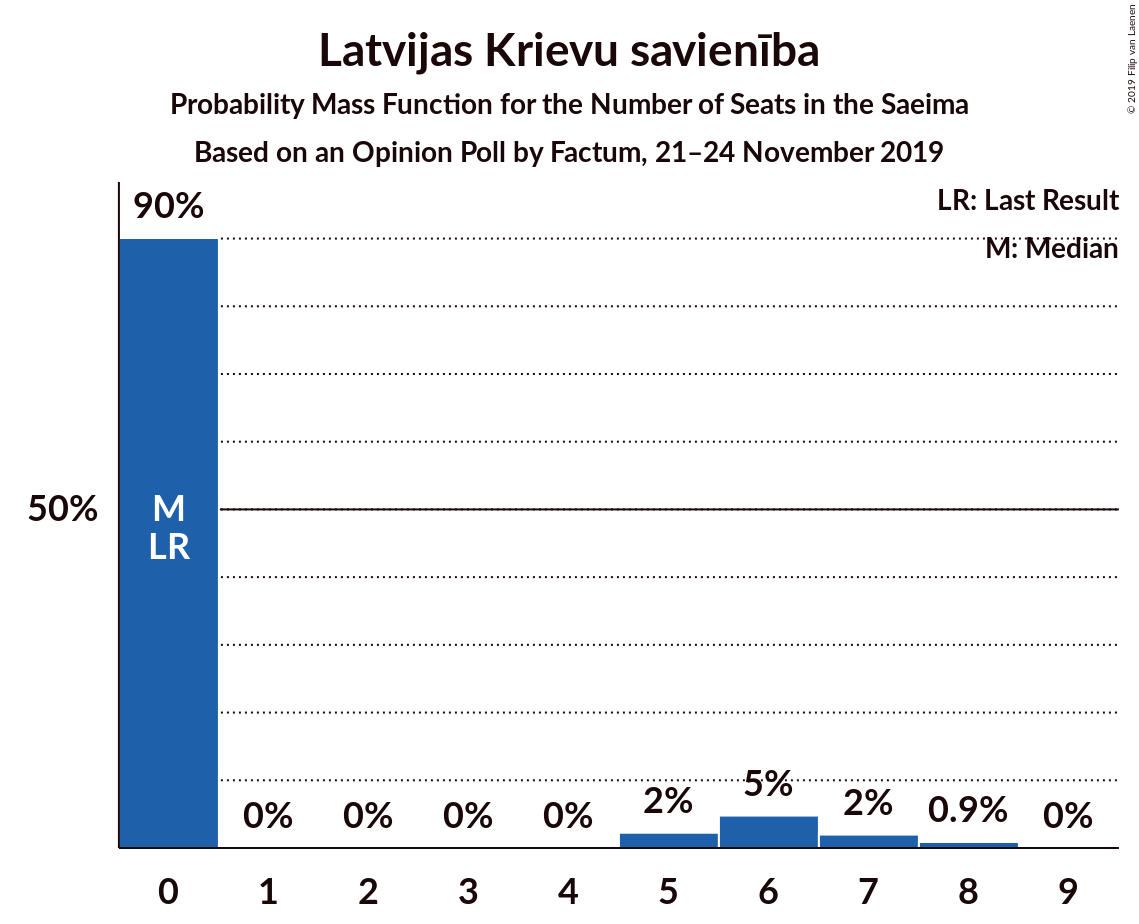 Latvijas Krievu savienība
Probability Mass Function for the Number of Seats in the Saeima
Based on an Opinion Poll by Factum, 21–24 November 2019
© 2019 Filip van Laenen
LR: Last Result
M: Median
90%
50%
M
LR
0%
0%
0%
0%
2%
5%
2%
0.9%
0%
0
1
2
3
4
5
6
7
8
9